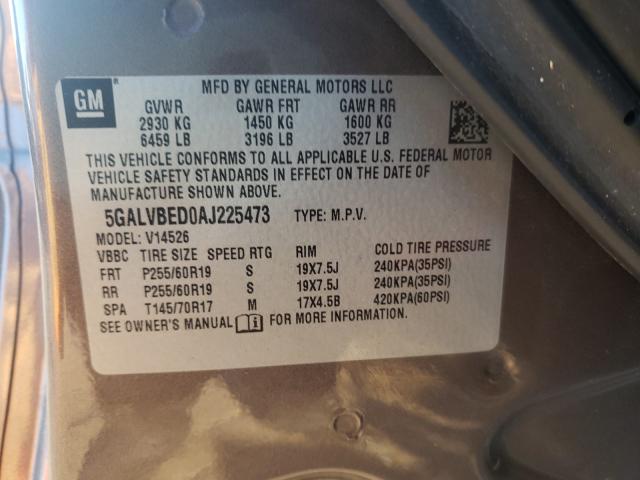 GM
MFD BY GENERAL MOTORS LLC
GVWR GAWR FRT GAWR RR
2930 KG 1450 KG 1600 KG
6459 LB 3196 LB 3527 LB
THIS VEHICLE CONFORMS TO ALL APPLICABLE U.S. FEDERAL MOTOR
VEHICLE SAFETY STANDARDS IN EFFECT ON THE DATE OF
MANUFACTURE SHOWN ABOVE.
5GALVBED0AJ225473 TYPE: M.P.V.
MODEL: V14526
VBBC TIRE SIZE SPEED RTG RIM COLD TIRE PRESSURE
FRT P255/60R19 S 19X7.5J 240KPA(35PSI)
RR P255/60R19 S 19X7.5J 240KPA(35PSI)
SPA T145/70R17 M 17X4.5B 420KPA(60PSI)
SEE OWNER'S MANUAL FOR MORE INFORMATION.